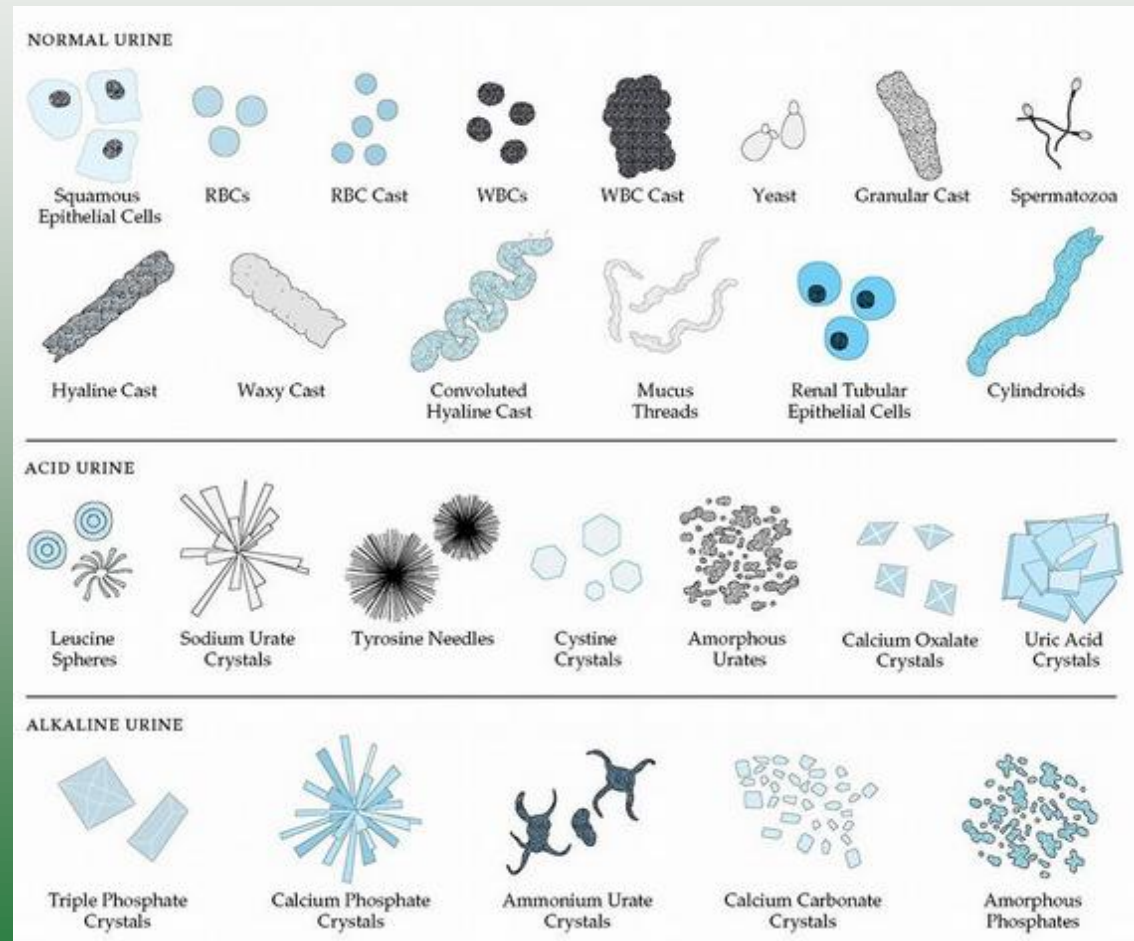 NORMAL URINE
Squamous
Epithelial Cells
RBCs
RBC Cast
WBCs
WBC Cast
Yeast
Granular Cast
Spermatozoa
Hyaline Cast
Waxy Cast
Convoluted
Hyaline Cast
Mucus
Threads
Renal Tubular
Epithelial Cells
Cylindroids
ACID URINE
Leucine
Spheres
Sodium Urate
Crystals
Tyrosine Needles
Cystine
Crystals
Amorphous
Urates
Calcium Oxalate
Crystals
Uric Acid
Crystals
ALKALINE URINE
Triple Phosphate
Crystals
Calcium Phosphate
Crystals
Ammonium Urate
Crystals
Calcium Carbonate
Crystals
Amorphous
Phosphates